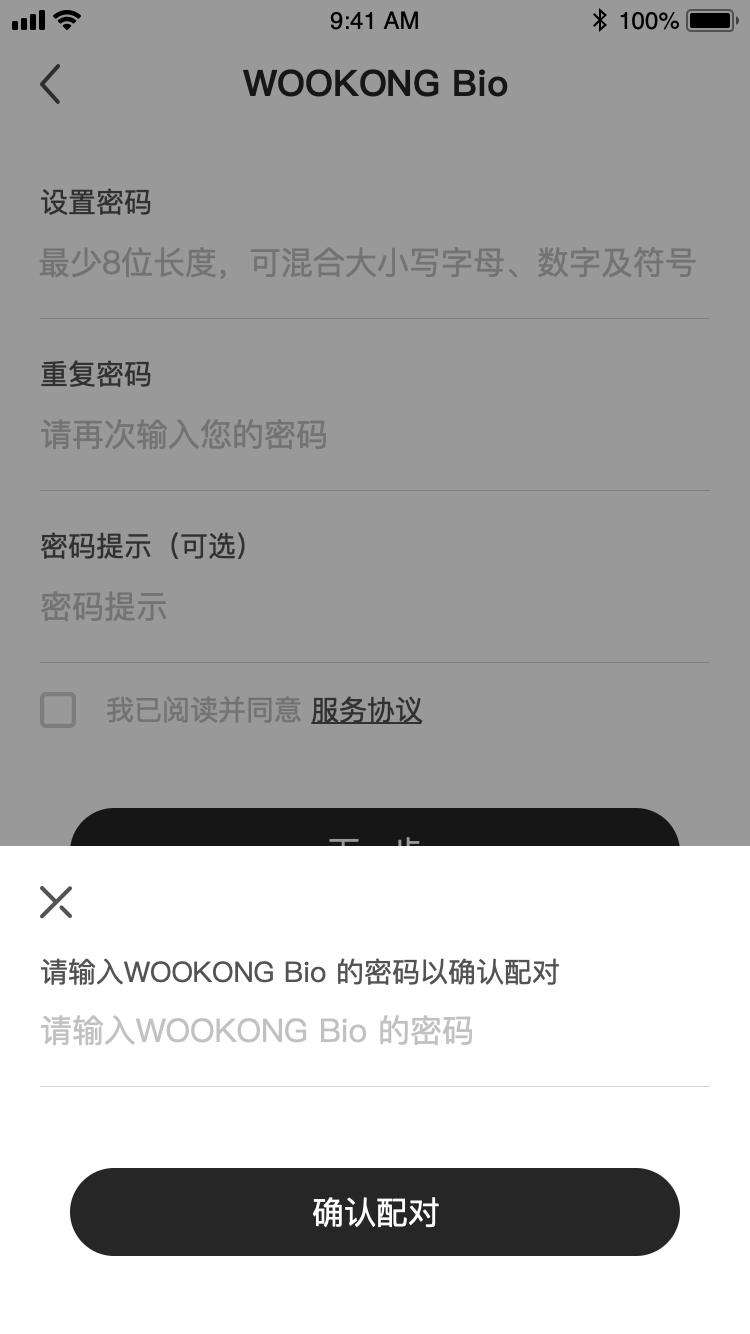 9:41 AM
100%
WOOKONG Bio
设置密码
最少8位长度，可混合大小写字母、数字及符号
重复密码
请再次输入您的密码
密码提示（可选）
密码提示
我已阅读并同意 服务协议
下一步
请输入WOOKONG Bio 的密码以确认配对
请输入WOOKONG Bio 的密码
确认配对